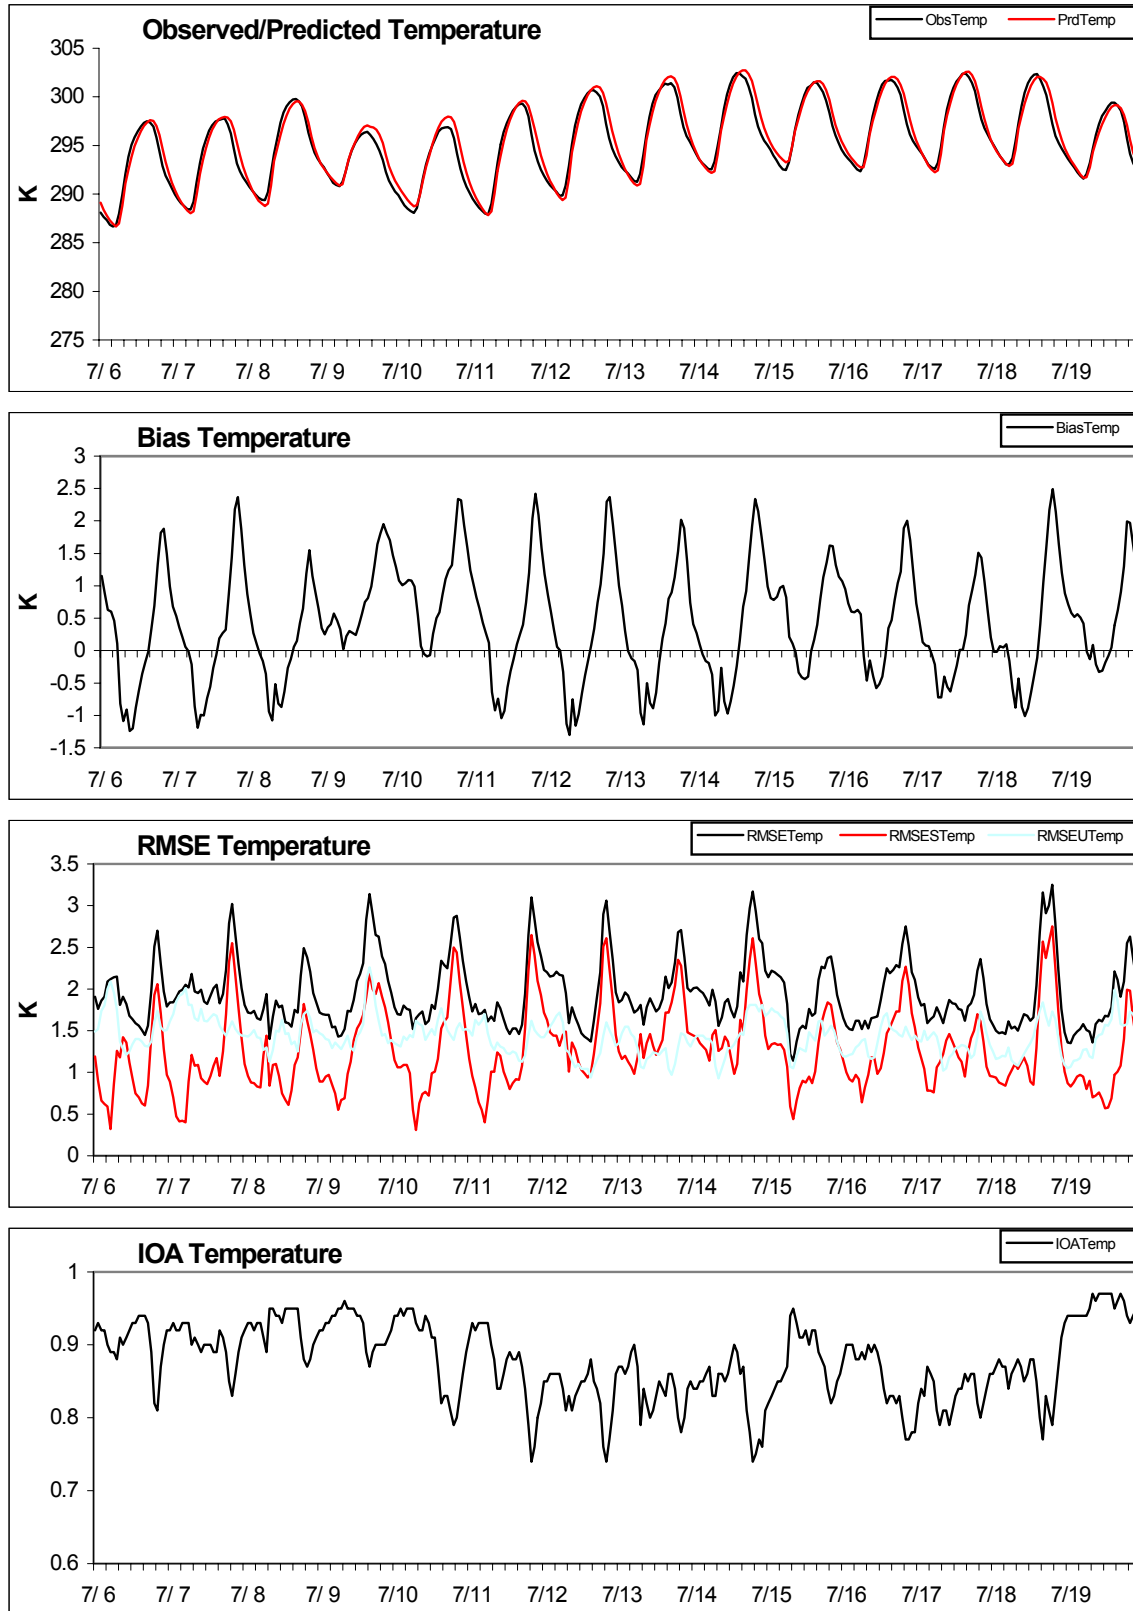 Observed/Predicted Temperature
ObsTemp PrdTemp
305
300
295
290
285
280
275
K
7/ 6 7/ 7 7/ 8 7/ 9 7/10 7/11 7/12 7/13 7/14 7/15 7/16 7/17 7/18 7/19
Bias Temperature
BiasTemp
3
2.5
2
1.5
1
0.5
0
-0.5
-1
-1.5
K
7/ 6 7/ 7 7/ 8 7/ 9 7/10 7/11 7/12 7/13 7/14 7/15 7/16 7/17 7/18 7/19
RMSE Temperature
RMSETemp RMSESTemp RMSEUTemp
3.5
3
2.5
2
1.5
1
0.5
0
7/ 6 7/ 7 7/ 8 7/ 9 7/10 7/11 7/12 7/13 7/14 7/15 7/16 7/17 7/18 7/19
IOA Temperature
IOATemp
1
0.9
0.8
0.7
0.6
7/ 6 7/ 7 7/ 8 7/ 9 7/10 7/11 7/12 7/13 7/14 7/15 7/16 7/17 7/18 7/19